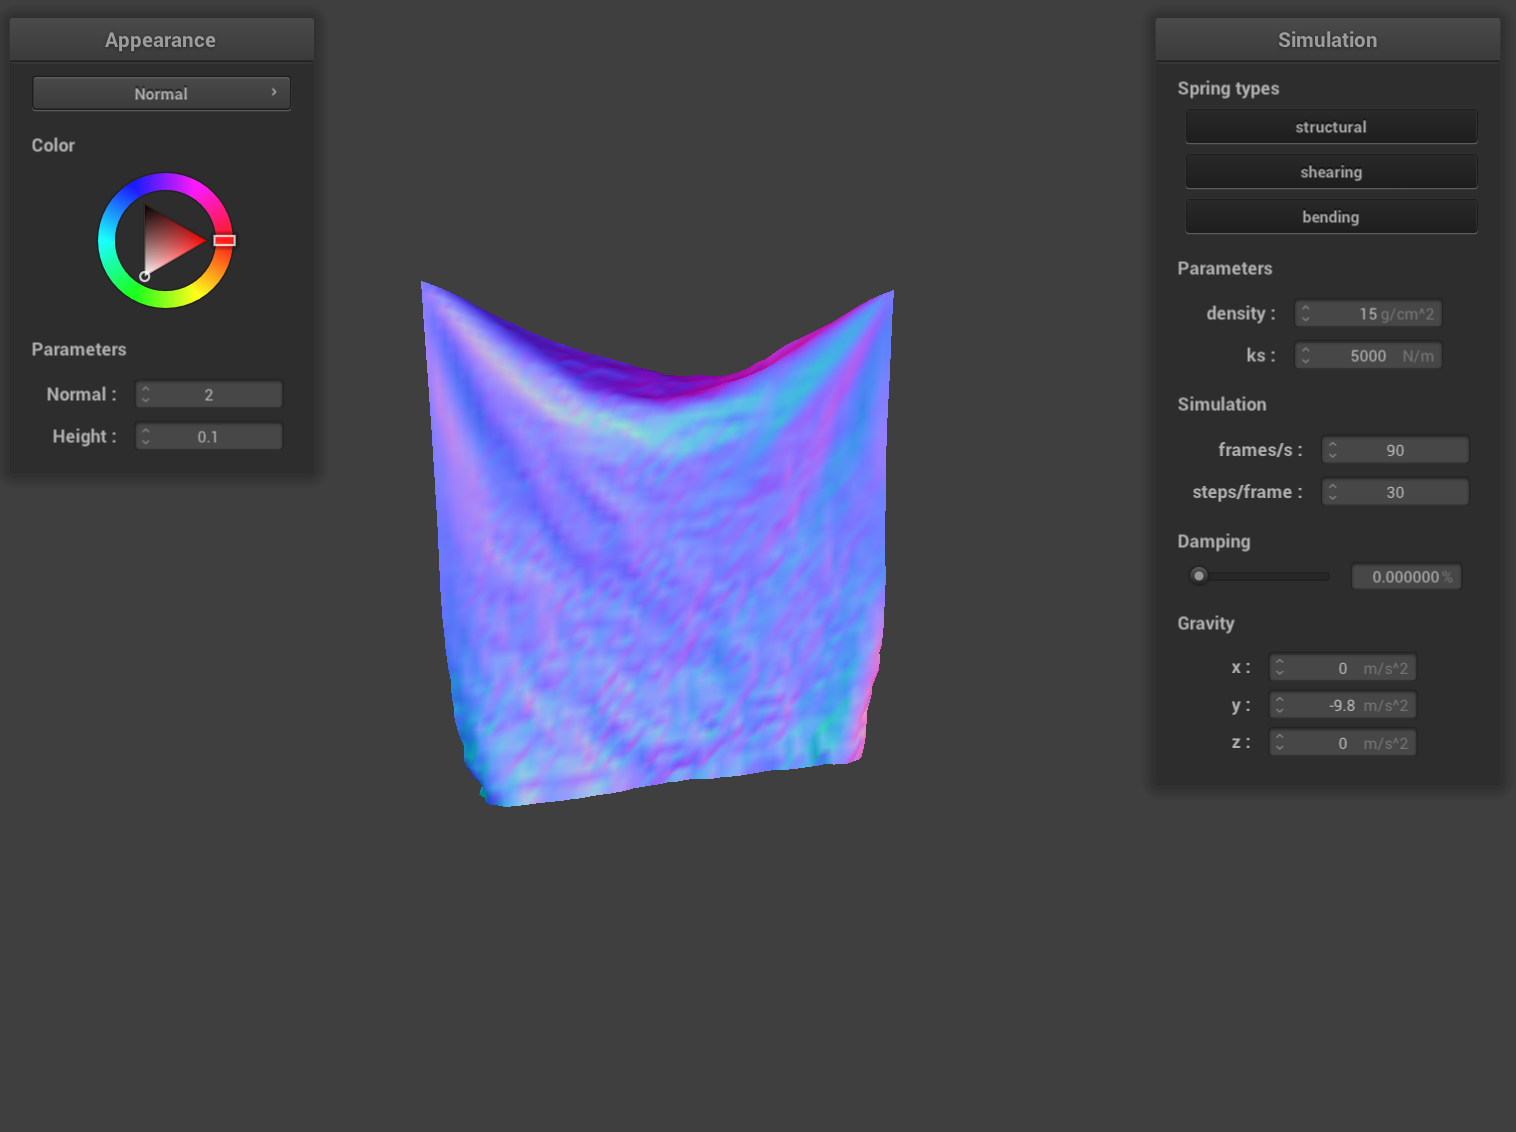 Appearance
Normal
Color
Parameters
Normal : 2
Height : 0.1
Simulation
Spring types
structural
shearing
bending
Parameters
density : 15 g/cm^2
ks : 5000 N/m
Simulation
frames/s : 90
steps/frame : 30
Damping
0.000000 %
Gravity
x : 0 m/s^2
y : -9.8 m/s^2
z : 0 m/s^2